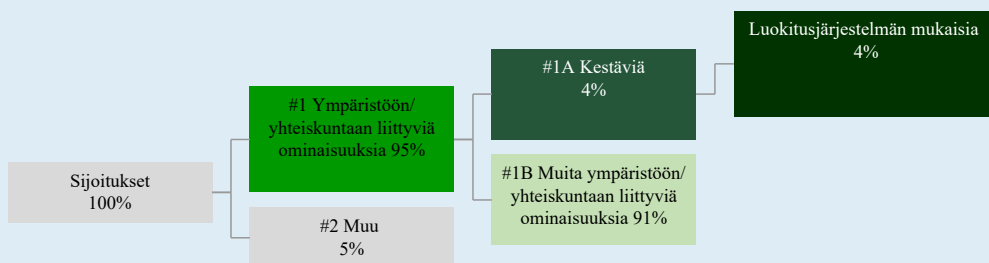 Sijoitukset
100%
#1 Ympäristöön/
yhteiskuntaan liittyviä
ominaisuuksia 95%
#2 Muu
5%
#1A Kestäviä
4%
#1B Muita ympäristöön/
yhteiskuntaan liittyviä
ominaisuuksia 91%
Luokitusjärjestelmän mukaisia
4%